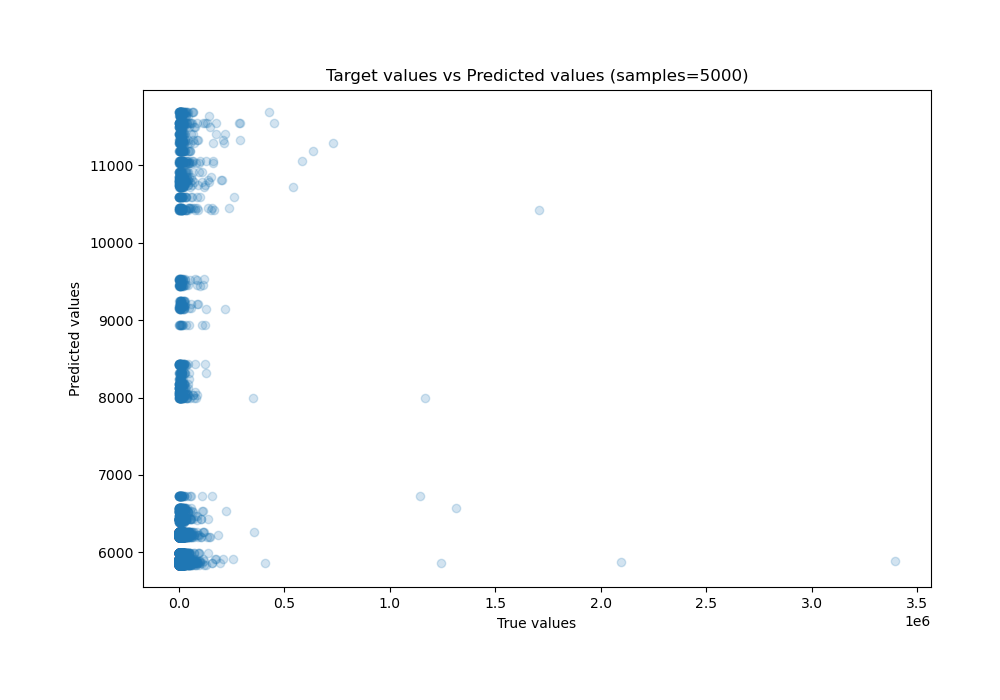 Target values vs Predicted values (samples=5000)
Predicted values
11000
10000
9000
8000
7000
6000
0.0 0.5 1.0 1.5 2.0 2.5 3.0 3.5
1e6
True values